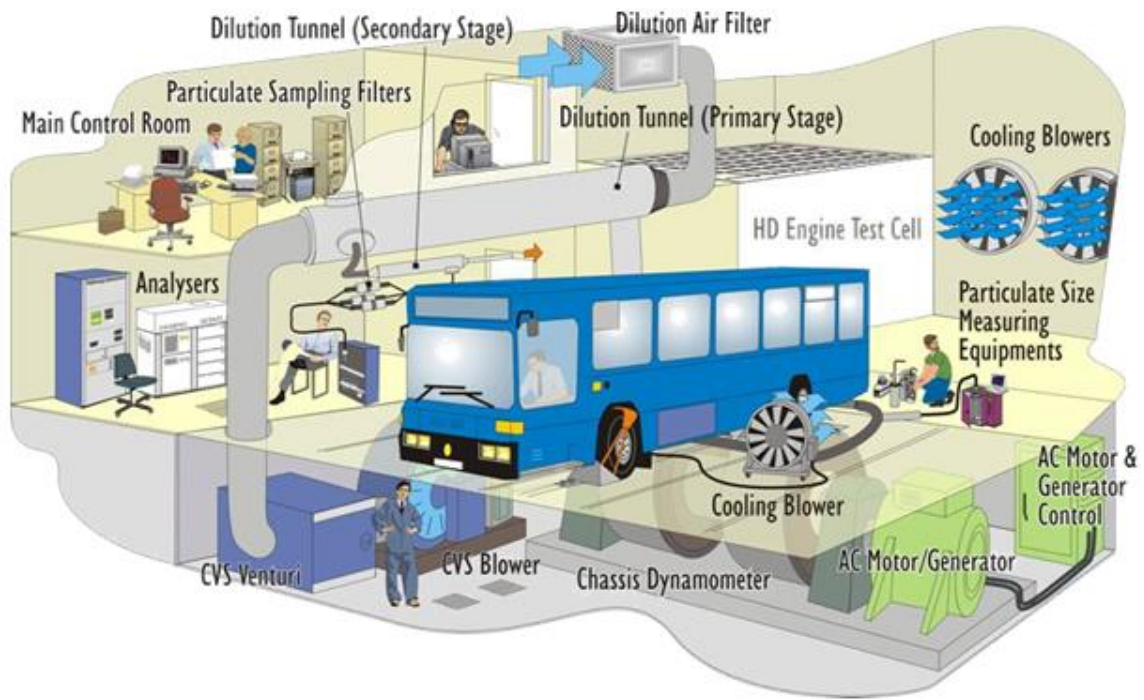 Dilution Tunnel (Secondary Stage)
Dilution Air Filter
Particulate Sampling Filters
Main Control Room
Dilution Tunnel (Primary Stage)
Cooling Blowers
HD Engine Test Cell
Analysers
Particulate Size
Measuring
Equipments
AC Motor &
Generator
Control
Cooling Blower
CVS Venturi
CVS Blower
Chassis Dynamometer
AC Motor/Generator